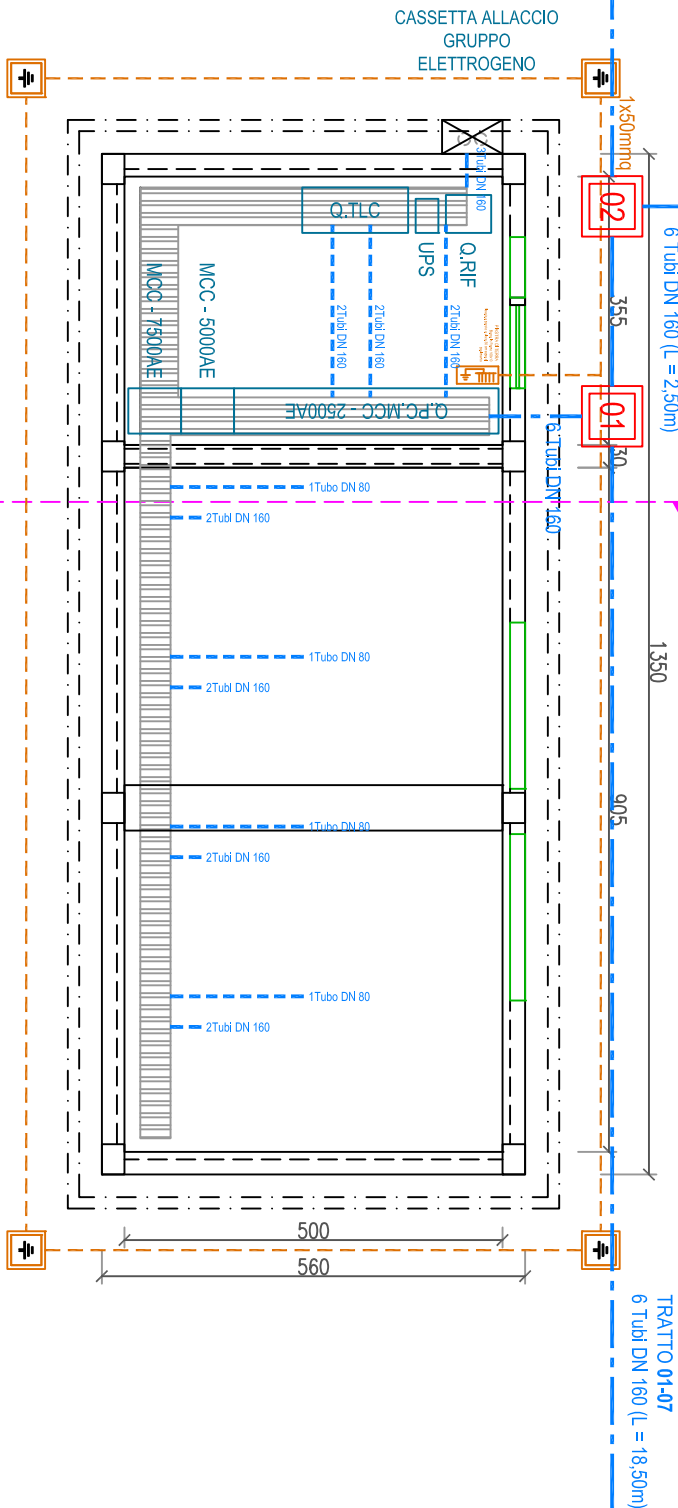 CASSETTA ALLACCIO
GRUPPO
ELETTROGENO
1x50mmq
02
6 Tubi DN 160 (L = 2,50m)
3Tubi DN 160
Q.TLC
UPS
Q.RIF
355
MCC - 7500AE
MCC - 5000AE
2Tubi DN 160
2Tubi DN 160
2Tubi DN 160
Q.PC.MCC - 2500AE
01
30
6 Tubi DN 160
1Tubo DN 80
2Tubi DN 160
1350
1Tubo DN 80
2Tubi DN 160
905
1Tubo DN 80
2Tubi DN 160
1Tubo DN 80
2Tubi DN 160
500
560
TRATTO 01-07
6 Tubi DN 160 (L = 18,50m)